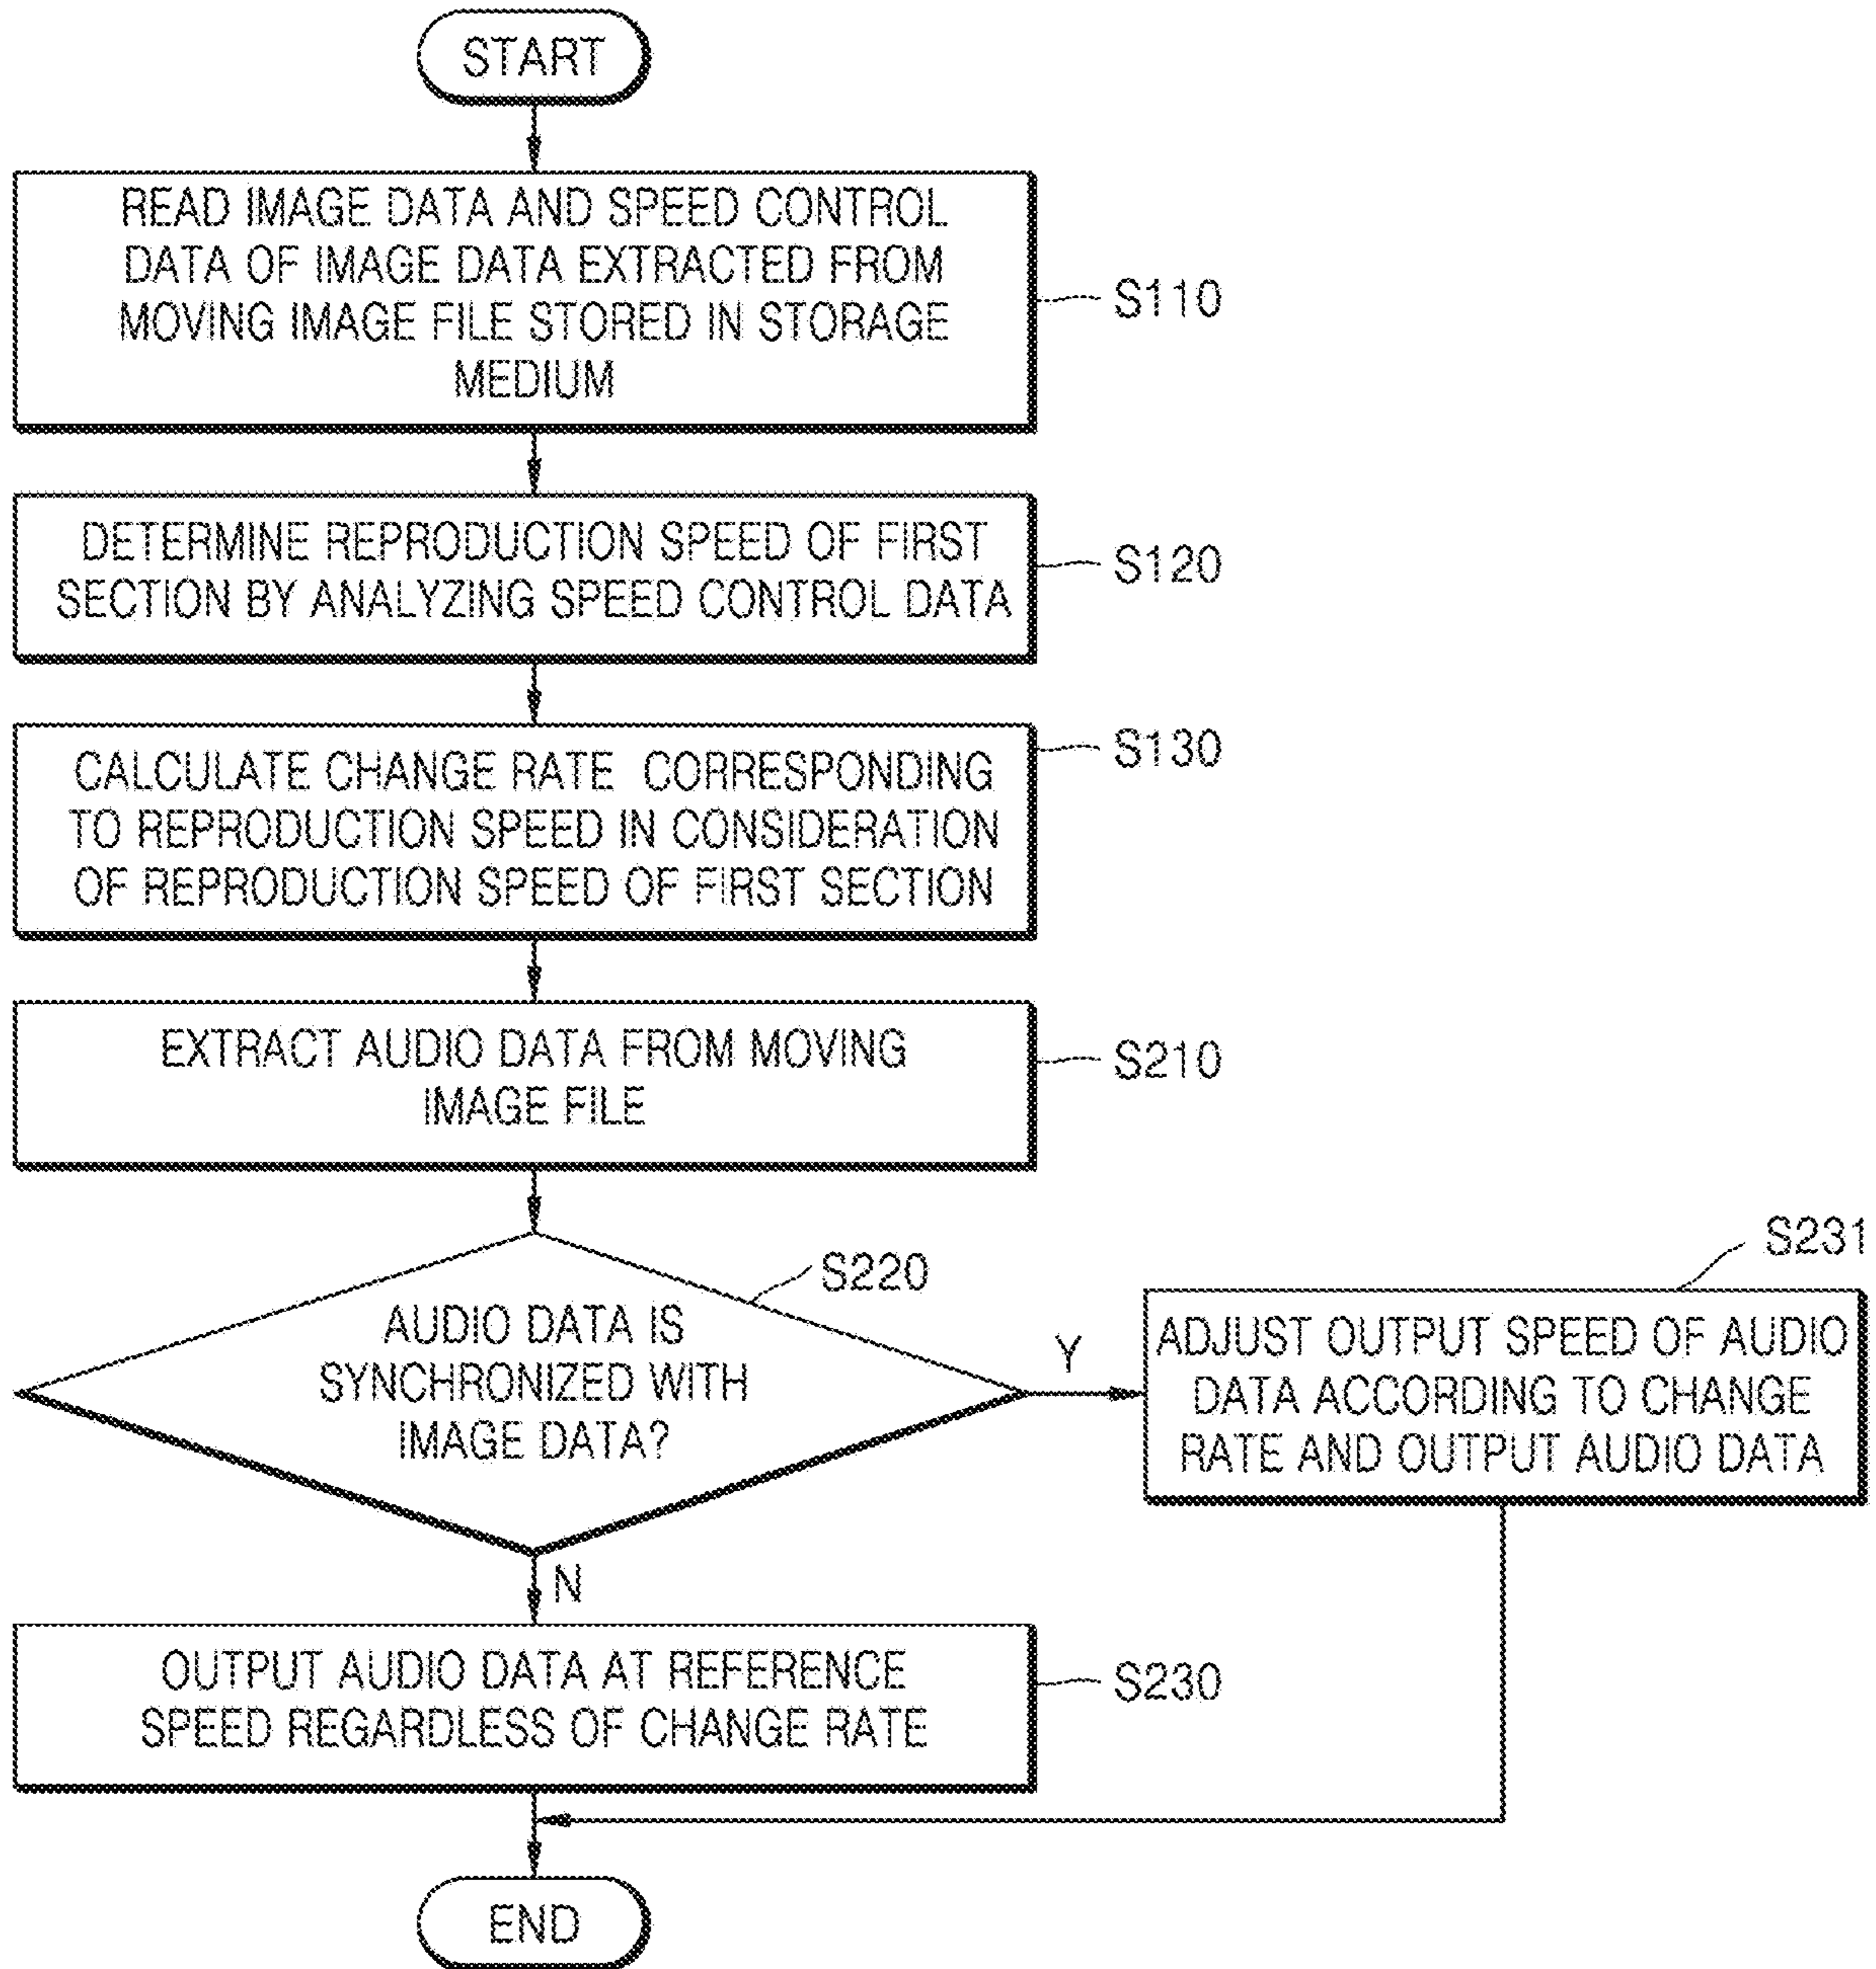 START
READ IMAGE DATA AND SPEED CONTROL
DATA OF IMAGE DATA EXTRACTED FROM
MOVING IMAGE FILE STORED IN STORAGE
MEDIUM
S110
DETERMINE REPRODUCTION SPEED OF FIRST
SECTION BY ANALYZING SPEED CONTROL DATA
S120
CALCULATE CHANGE RATE CORRESPONDING
TO REPRODUCTION SPEED IN CONSIDERATION
OF REPRODUCTION SPEED OF FIRST SECTION
S130
EXTRACT AUDIO DATA FROM MOVING
IMAGE FILE
S210
AUDIO DATA IS
SYNCHRONIZED WITH
IMAGE DATA?
S220
Y
S231
ADJUST OUTPUT SPEED OF AUDIO
DATA ACCORDING TO CHANGE
RATE AND OUTPUT AUDIO DATA
N
OUTPUT AUDIO DATA AT REFERENCE
SPEED REGARDLESS OF CHANGE RATE
S230
END